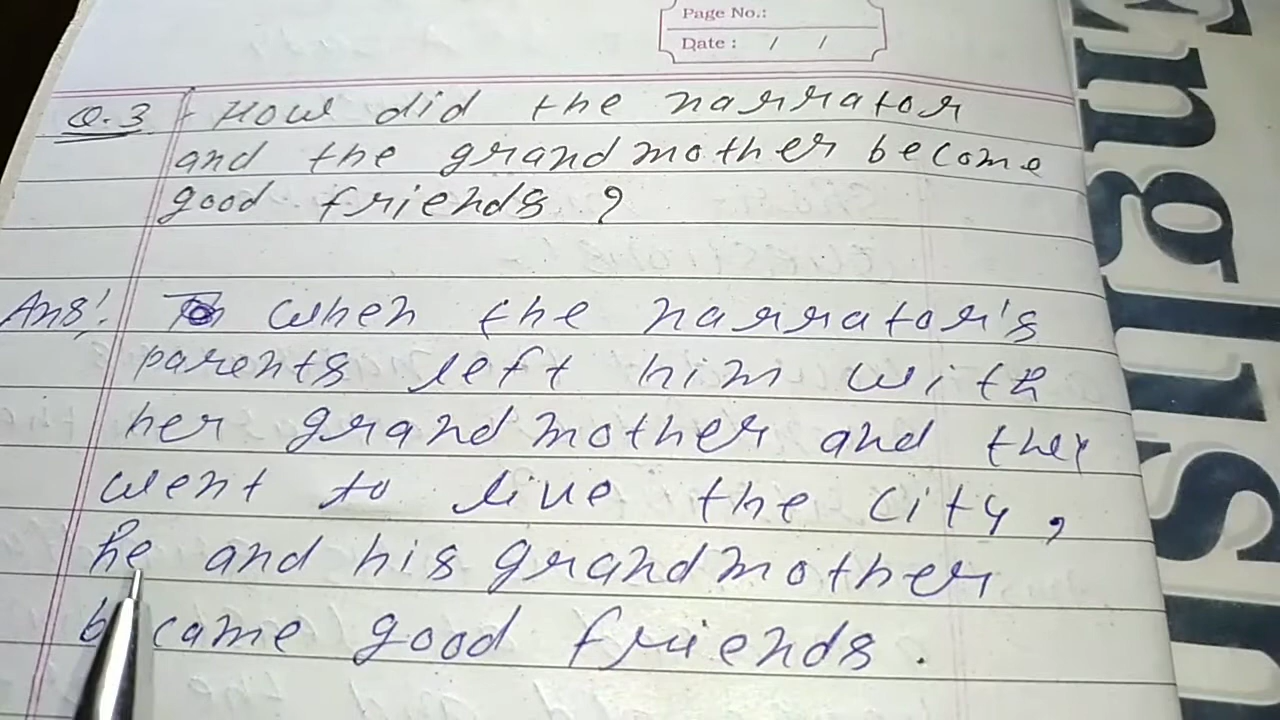 Page No.:
Date : / /
Q.3 How did the narrator
and the grandmother become
good friends ?
Ans! When the narrator's
parents left him with
her grandmother and they
went to live the city,
he and his grandmother
became good friends.
English